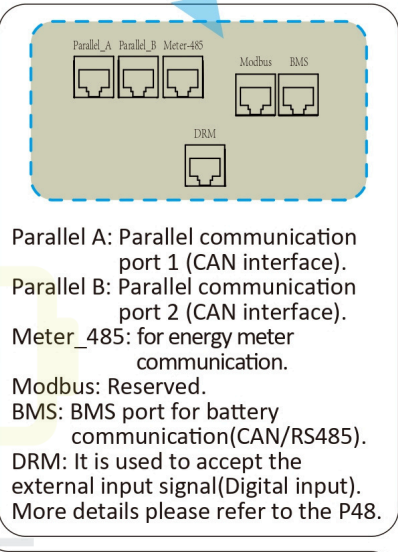 Parallel_A Parallel_B Meter-485
Modbus BMS
DRM
Parallel A: Parallel communication
port 1 (CAN interface).
Parallel B: Parallel communication
port 2 (CAN interface).
Meter_485: for energy meter
communication.
Modbus: Reserved.
BMS: BMS port for battery
communication(CAN/RS485).
DRM: It is used to accept the
external input signal(Digital input).
More details please refer to the P48.